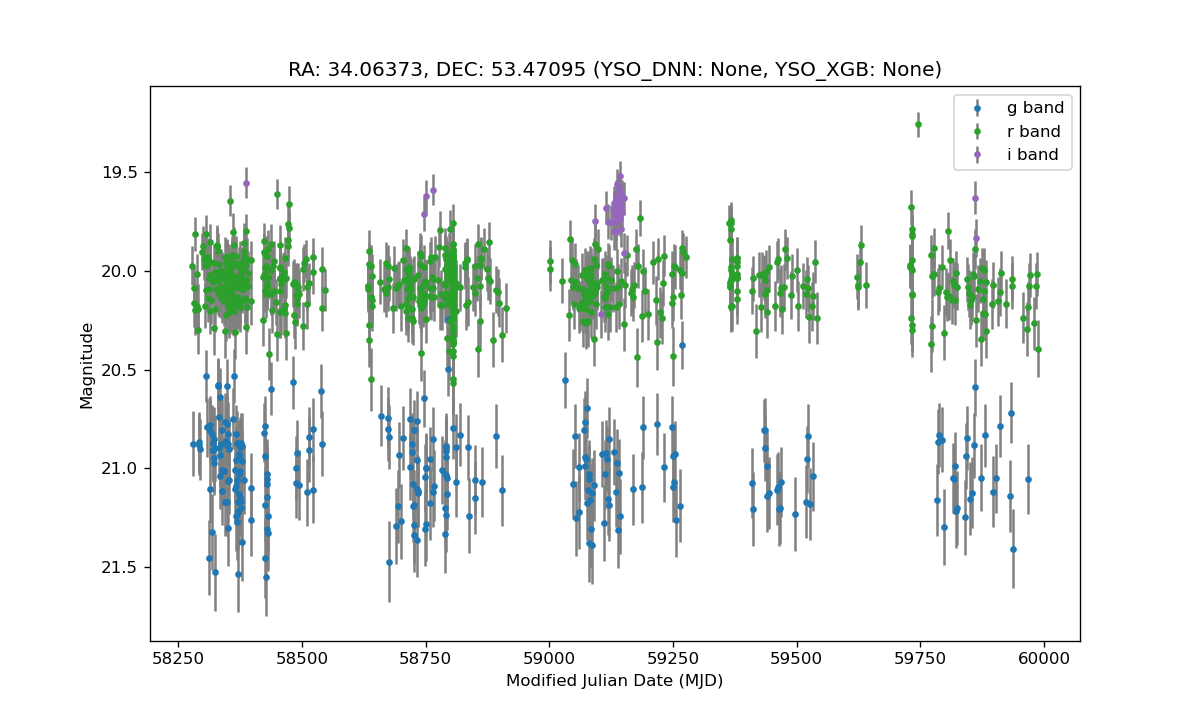 RA: 34.06373, DEC: 53.47095 (YSO_DNN: None, YSO_XGB: None)
g band
r band
i band
19.5
20.0
20.5
21.0
21.5
Magnitude
58250 58500 58750 59000 59250 59500 59750 60000
Modified Julian Date (MJD)